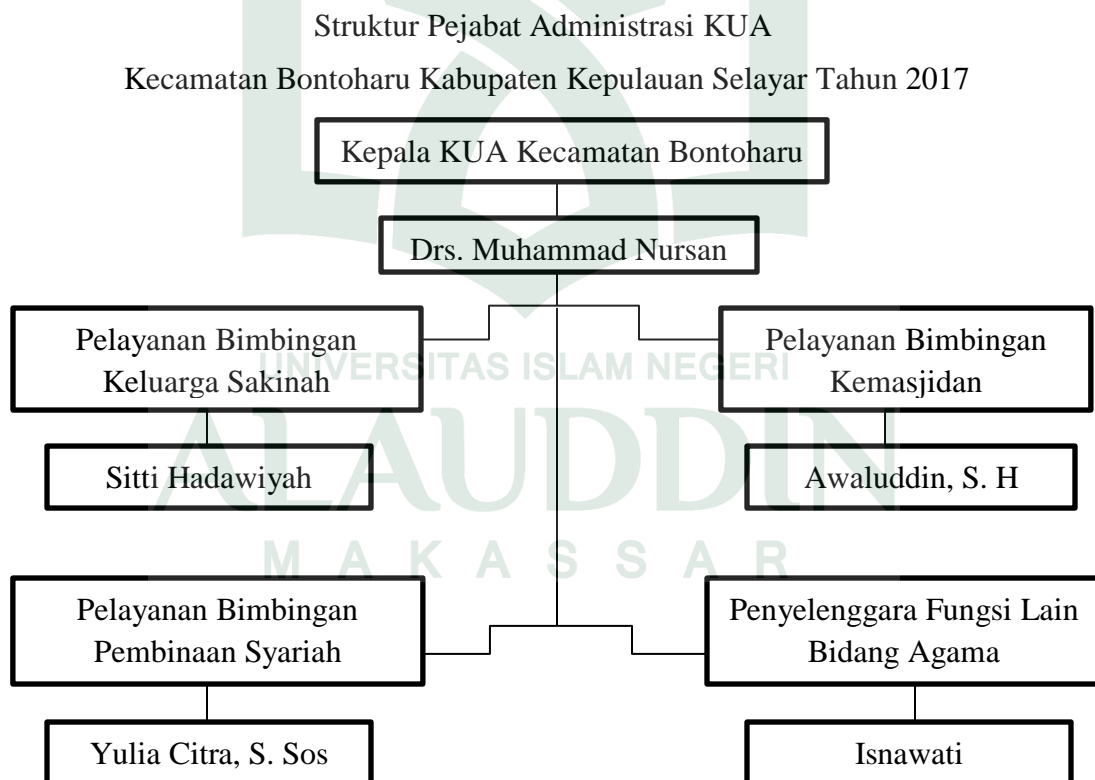 Struktur Pejabat Administrasi KUA
Kecamatan Bontoharu Kabupaten Kepulauan Selayar Tahun 2017
Kepala KUA Kecamatan Bontoharu
Drs. Muhammad Nursan
Pelayanan Bimbingan
Keluarga Sakinah
Pelayanan Bimbingan
Kemasjidan
UNIVERSITAS ISLAM NEGERI
Sitti Hadawiyah
Awaluddin, S. H
ALAUDDIN
MAKASSAR
Pelayanan Bimbingan
Pembinaan Syariah
Penyelenggara Fungsi Lain
Bidang Agama
Yulia Citra, S. Sos
Isnawati